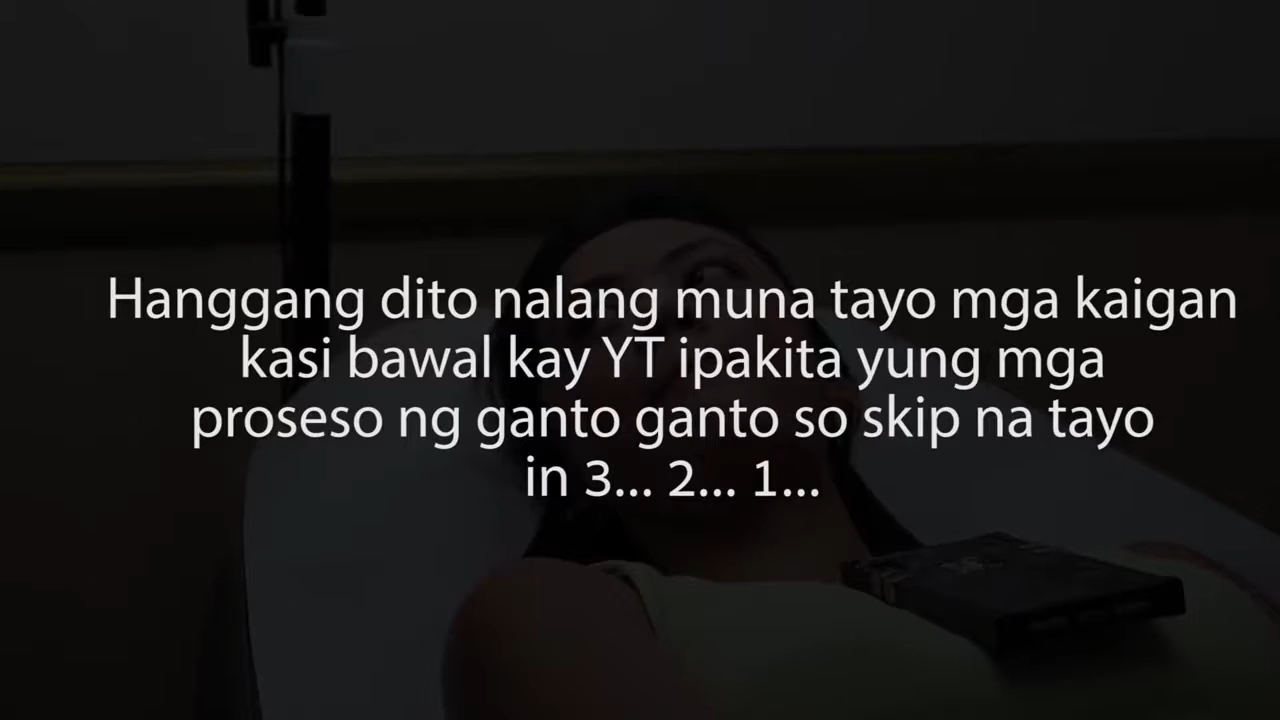 Hanggang dito nalang muna tayo mga kaigan
kasi bawal kay YT ipakita yung mga
proseso ng ganto ganto so skip na tayo
in 3... 2... 1...